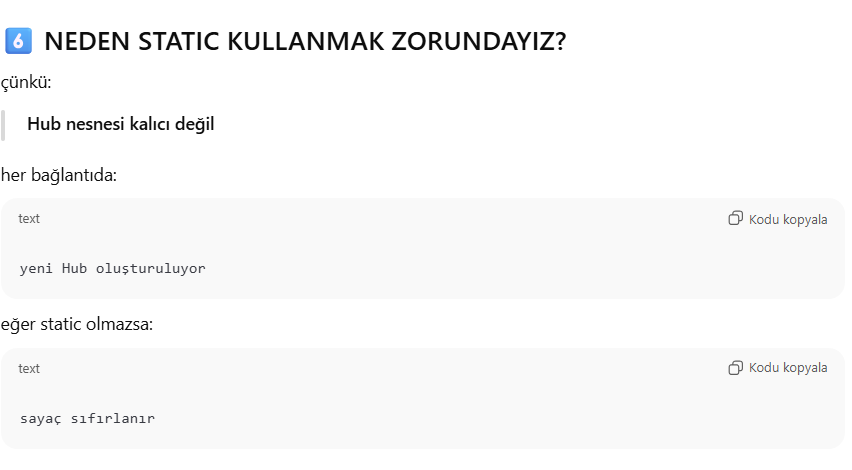 6 NEDEN STATIC KULLANMAK ZORUNDAYIZ?
çünkü:
Hub nesnesi kalıcı değil
her bağlantıda:
text Kodu kopyala
yeni Hub oluşturuluyor
eğer static olmazsa:
text Kodu kopyala
sayaç sıfırlanır